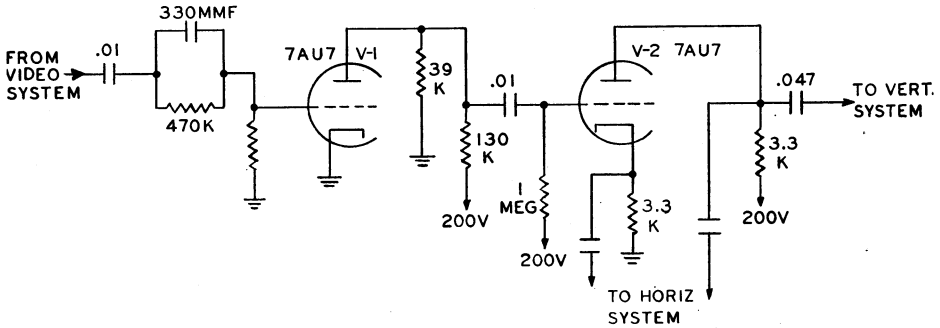 330MMF
FROM
VIDEO
SYSTEM
.01
470K
7AU7 V-1
39
K
130
K
200V
.01
1
MEG
200V
V-2 7AU7
3.3
K
TO HORIZ
SYSTEM
.047
TO VERT.
SYSTEM
3.3
K
200V